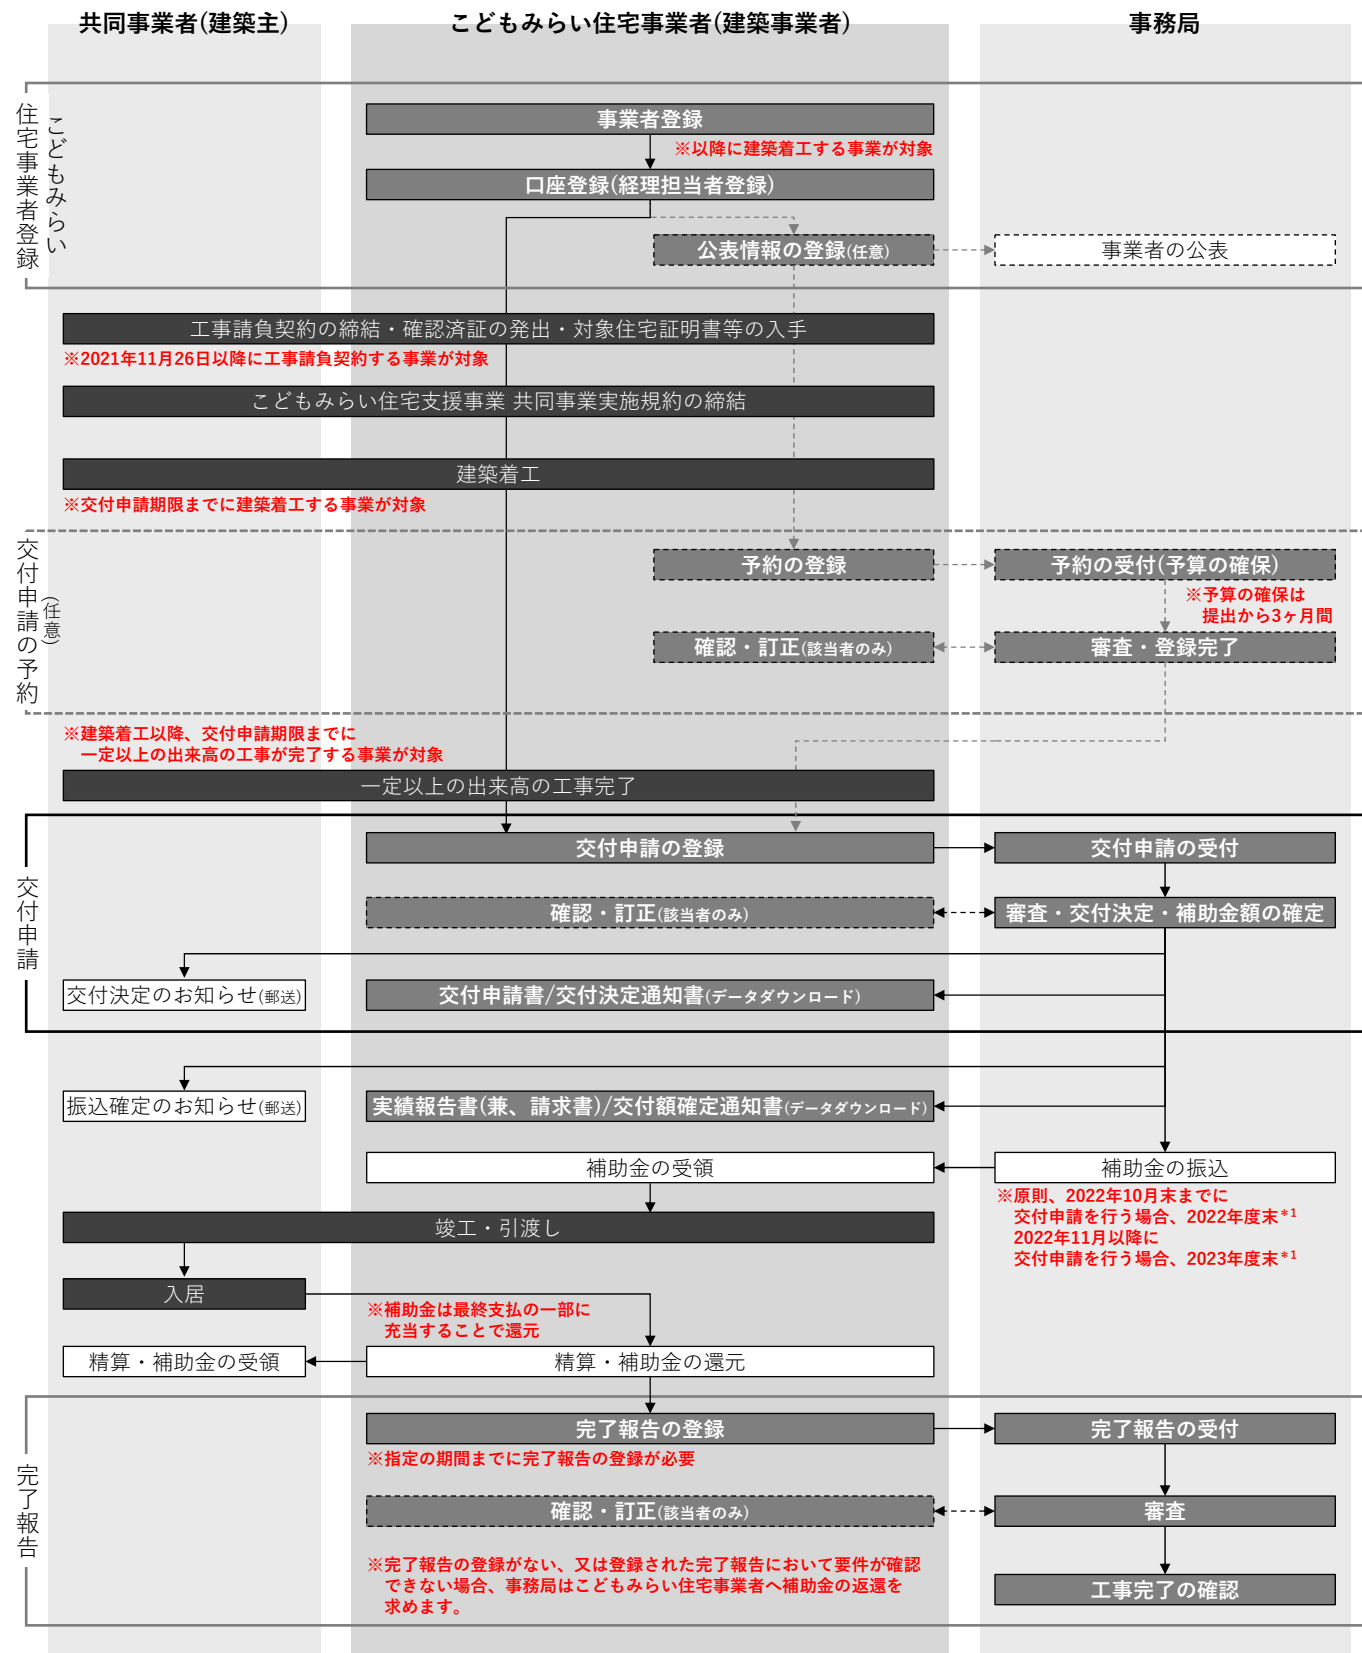 共同事業者(建築主)
こどもみらい住宅事業者(建築事業者)
事務局
こどもみらい
住宅事業者登録
事業者登録
※以降に建築着工する事業が対象
口座登録(経理担当者登録)
公表情報の登録(任意)
事業者の公表
工事請負契約の締結・確認済証の発出・対象住宅証明書等の入手
※2021年11月26日以降に工事請負契約する事業が対象
こどもみらい住宅支援事業 共同事業実施規約の締結
建築着工
※交付申請期限までに建築着工する事業が対象
交付申請の予約
(任意)
予約の登録
予約の受付(予算の確保)
※予算の確保は
提出から3ヶ月間
確認・訂正(該当者のみ)
審査・登録完了
※建築着工以降、交付申請期限までに
一定以上の出来高の工事が完了する事業が対象
一定以上の出来高の工事完了
交付申請
交付申請の登録
交付申請の受付
確認・訂正(該当者のみ)
審査・交付決定・補助金額の確定
交付決定のお知らせ(郵送)
交付申請書/交付決定通知書(データダウンロード)
振込確定のお知らせ(郵送)
実績報告書(兼、請求書)/交付額確定通知書(データダウンロード)
補助金の受領
補助金の振込
※原則、2022年10月末までに
交付申請を行う場合、2022年度末*1
2022年11月以降に
交付申請を行う場合、2023年度末*1
竣工・引渡し
入居
※補助金は最終支払の一部に
充当することで還元
精算・補助金の受領
精算・補助金の還元
完了報告
完了報告の登録
完了報告の受付
※指定の期間までに完了報告の登録が必要
確認・訂正(該当者のみ)
審査
※完了報告の登録がない、又は登録された完了報告において要件が確認
できない場合、事務局はこどもみらい住宅事業者へ補助金の返還を
求めます。
工事完了の確認